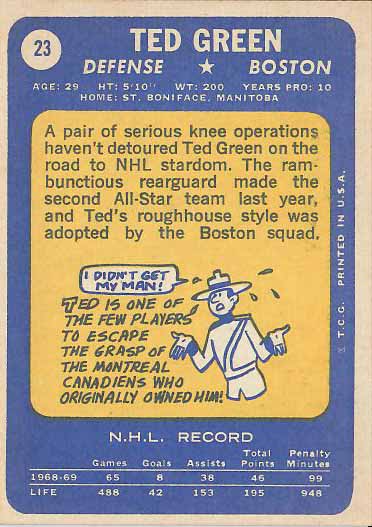 23
TED GREEN
DEFENSE ★ BOSTON
AGE: 29 HT: 5'10" WT: 200 YEARS PRO: 10
HOME: ST. BONIFACE, MANITOBA
A pair of serious knee operations
haven't detoured Ted Green on the
road to NHL stardom. The ram-
bunctious rearguard made the
second All-Star team last year,
and Ted's roughhouse style was
adopted by the Boston squad.
I DIDN'T GET
MY MAN!
TED IS ONE OF
THE FEW PLAYERS
TO ESCAPE
THE GRASP OF
THE MONTREAL
CANADIENS WHO
ORIGINALLY OWNED HIM!
T.C.G. PRINTED IN U.S.A.
N.H.L. RECORD
Games Goals Assists Total Points Penalty Minutes
1968-69 65 8 38 46 99
LIFE 488 42 153 195 948